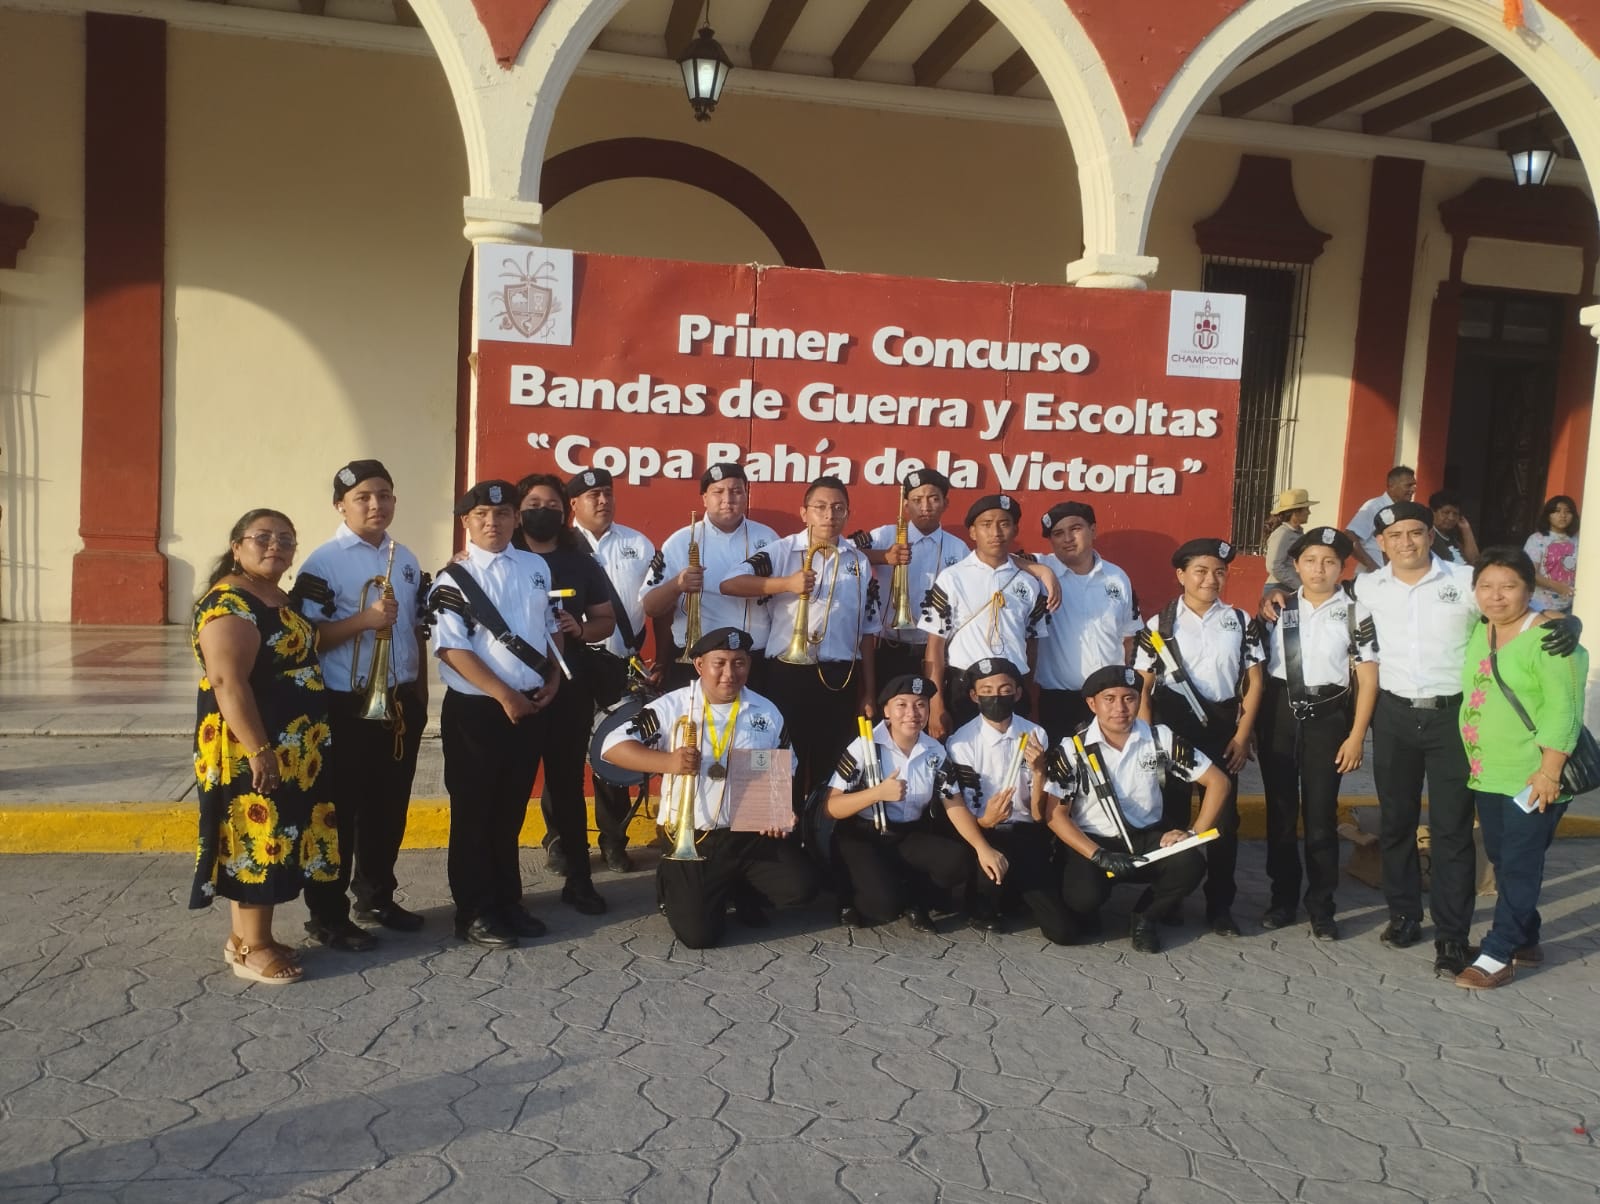 Primer Concurso
Bandas de Guerra y Escoltas
“Copa Bahía de la Victoria”
CHAMPOTON